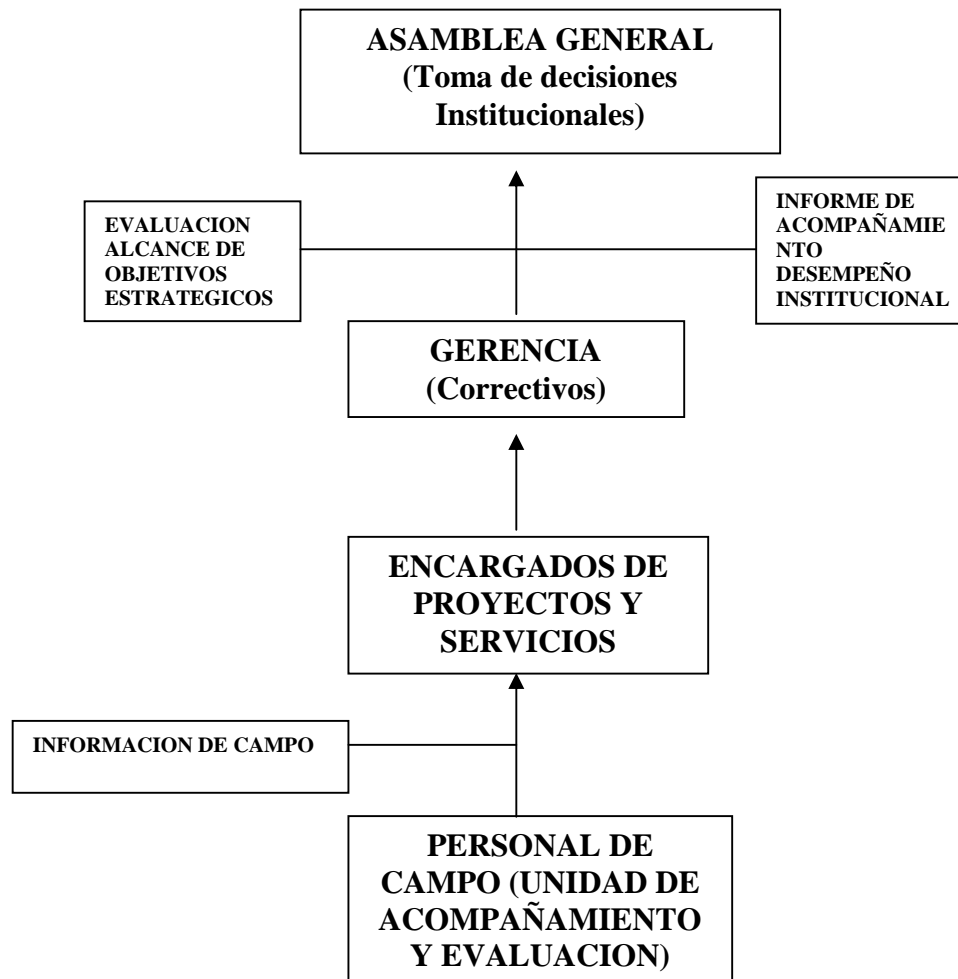 ASAMBLEA GENERAL
(Toma de decisiones
Institucionales)
EVALUACION
ALCANCE DE
OBJETIVOS
ESTRATEGICOS
INFORME DE
ACOMPAÑAMIE
NTO
DESEMPEÑO
INSTITUCIONAL
GERENCIA
(Correctivos)
ENCARGADOS DE
PROYECTOS Y
SERVICIOS
INFORMACION DE CAMPO
PERSONAL DE
CAMPO (UNIDAD DE
ACOMPAÑAMIENTO
Y EVALUACION)